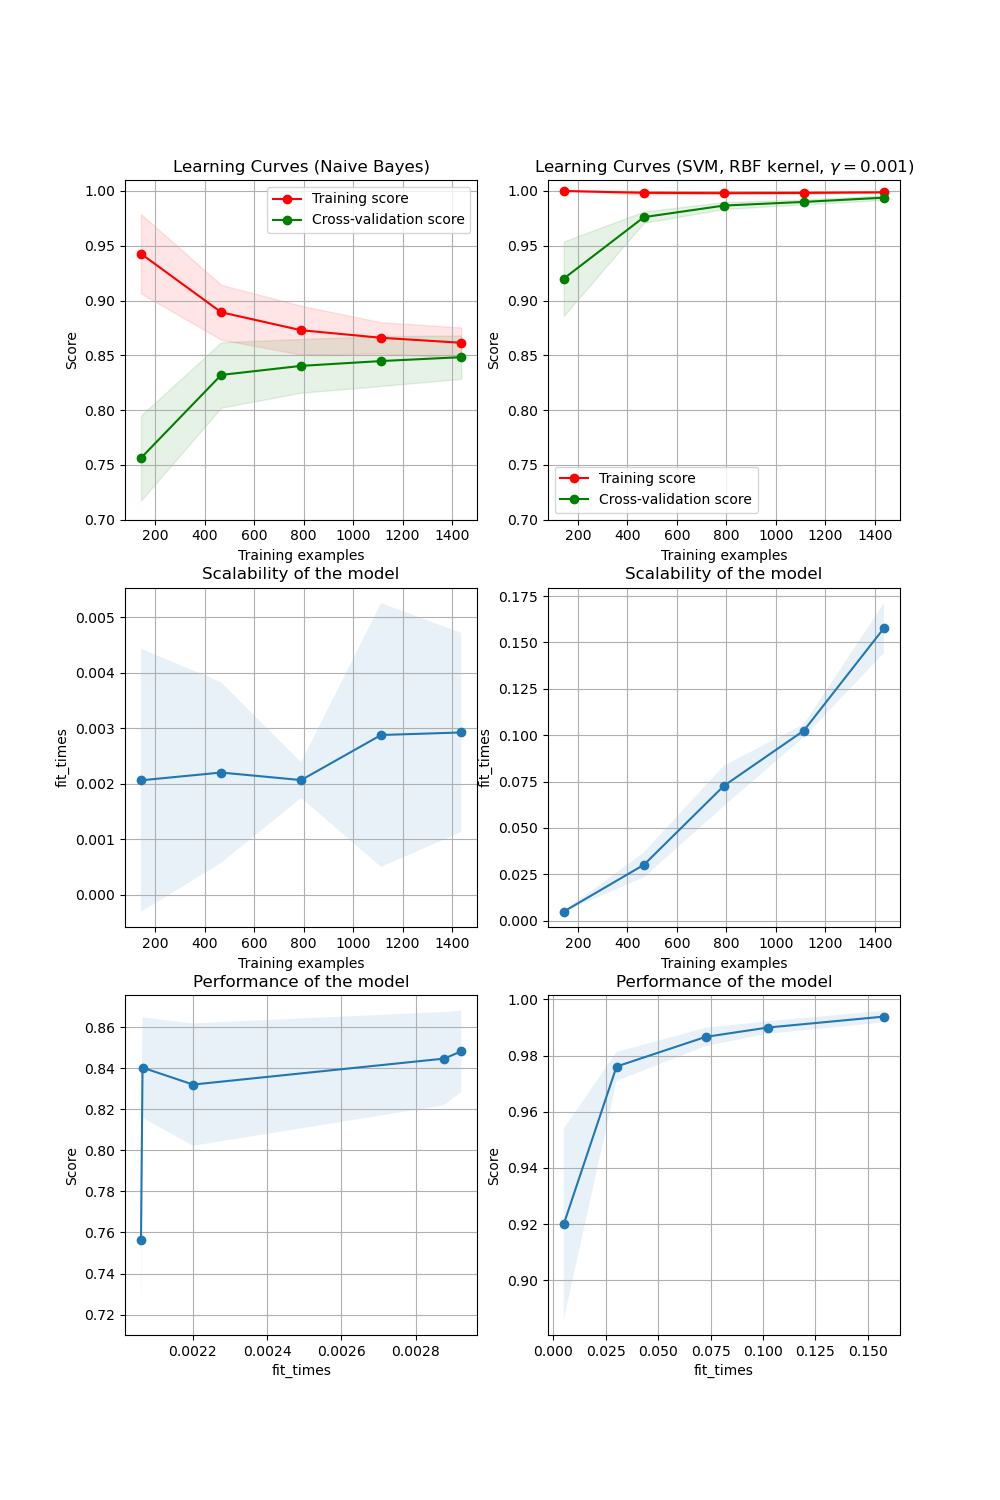 Learning Curves (Naive Bayes)
1.00
0.95
0.90
0.85
0.80
0.75
0.70
Score
Training score
Cross-validation score
200 400 600 800 1000 1200 1400
Training examples
Learning Curves (SVM, RBF kernel, γ = 0.001)
1.00
0.95
0.90
0.85
0.80
0.75
0.70
Score
Training score
Cross-validation score
200 400 600 800 1000 1200 1400
Training examples
Scalability of the model
0.005
0.004
0.003
0.002
0.001
0.000
fit_times
200 400 600 800 1000 1200 1400
Training examples
Scalability of the model
0.175
0.150
0.125
0.100
0.075
0.050
0.025
0.000
fit_times
200 400 600 800 1000 1200 1400
Training examples
Performance of the model
0.86
0.84
0.82
0.80
0.78
0.76
0.74
0.72
Score
0.0022 0.0024 0.0026 0.0028
fit_times
Performance of the model
1.00
0.98
0.96
0.94
0.92
0.90
Score
0.000 0.025 0.050 0.075 0.100 0.125 0.150
fit_times